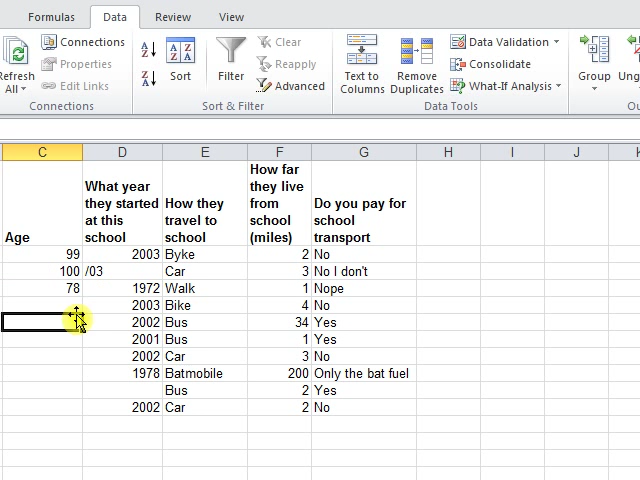 Formulas Data Review View
Connections
Properties
Edit Links
Refresh
All
Connections
Sort
Filter
Clear
Reapply
Advanced
Sort & Filter
Text to
Columns
Remove
Duplicates
Data Validation
Consolidate
What-If Analysis
Data Tools
Group
Ung
Ou
C D E F G H I J K
Age
What year
they started
at this
school
How they
travel to
school
How far
they live
from
school
(miles)
Do you pay for
school
transport
99 2003 Byke 2 No
100 /03 Car 3 No I don't
78 1972 Walk 1 Nope
2003 Bike 4 No
2002 Bus 34 Yes
2001 Bus 1 Yes
2002 Car 3 No
1978 Batmobile 200 Only the bat fuel
Bus 2 Yes
2002 Car 2 No